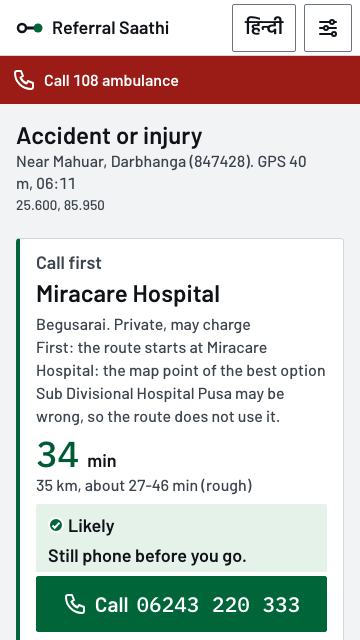 Referral Saathi
हिन्दी
Call 108 ambulance
Accident or injury
Near Mahuar, Darbhanga (847428). GPS 40
m, 06:11
25.600, 85.950
Call first
Miracare Hospital
Begusarai. Private, may charge
First: the route starts at Miracare
Hospital: the map point of the best option
Sub Divisional Hospital Pusa may be
wrong, so the route does not use it.
34 min
35 km, about 27-46 min (rough)
Likely
Still phone before you go.
Call 06243 220 333